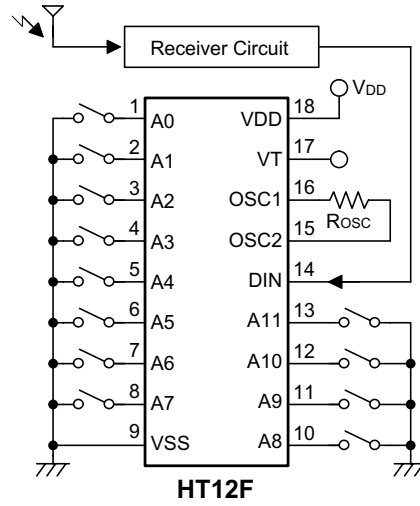 Receiver Circuit
VDD
1 A0 VDD 18
2 A1 VT 17
3 A2 OSC1 16
ROSC
4 A3 OSC2 15
5 A4 DIN 14
6 A5 A11 13
7 A6 A10 12
8 A7 A9 11
9 VSS A8 10
HT12F